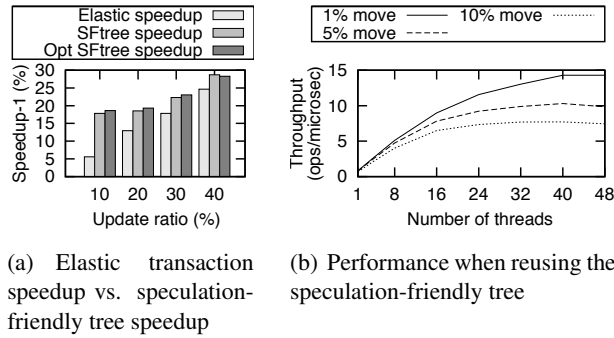 Elastic speedup
SFtree speedup
Opt SFtree speedup
Speedup-1 (%)
30
25
20
15
10
5
0
10 20 30 40
Update ratio (%)
(a) Elastic transaction
speedup vs. speculation-
friendly tree speedup
1% move 10% move
5% move
Throughput
(ops/microsec)
15
10
5
0
1 8 16 24 32 40 48
Number of threads
(b) Performance when reusing the
speculation-friendly tree